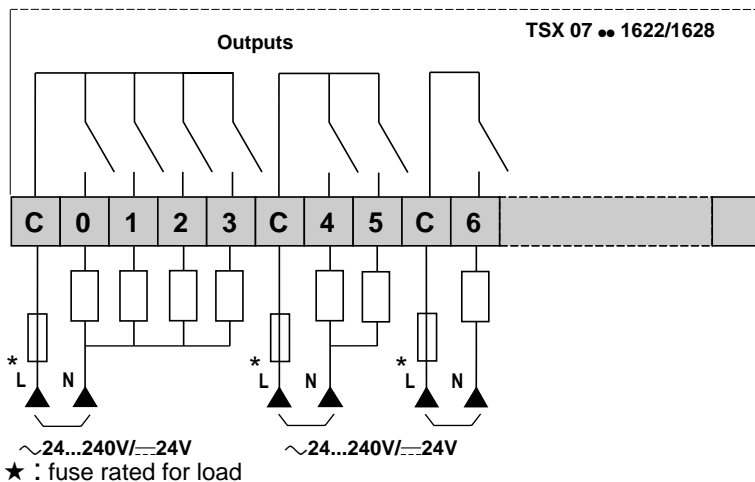 TSX 07 •• 1622/1628
Outputs
C 0 1 2 3 C 4 5 C 6
* L N * L N * L N
～24...240V/⎓24V ～24...240V/⎓24V
★ : fuse rated for load